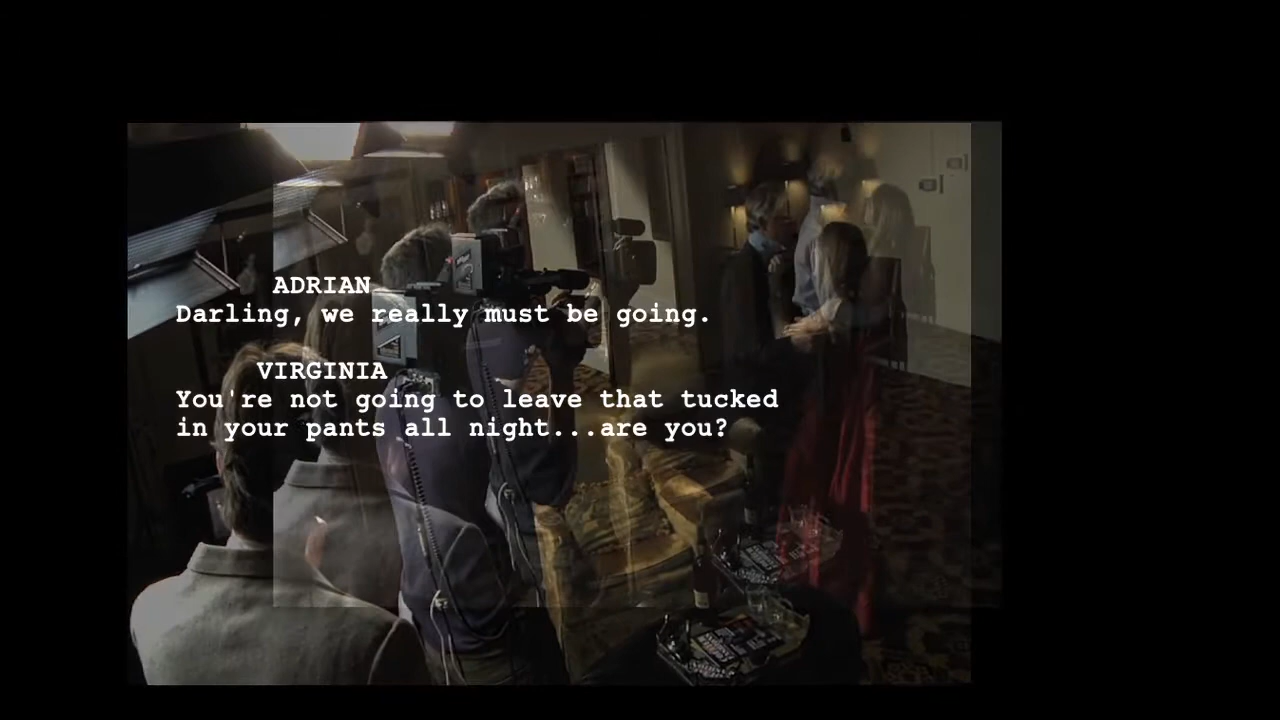 ADRIAN
Darling, we really must be going.
VIRGINIA
You're not going to leave that tucked
in your pants all night...are you?